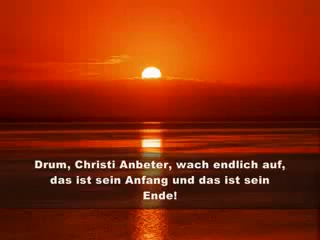 Drum, Christi Anbeter, wach endlich auf,
das ist sein Anfang und das ist sein
Ende!